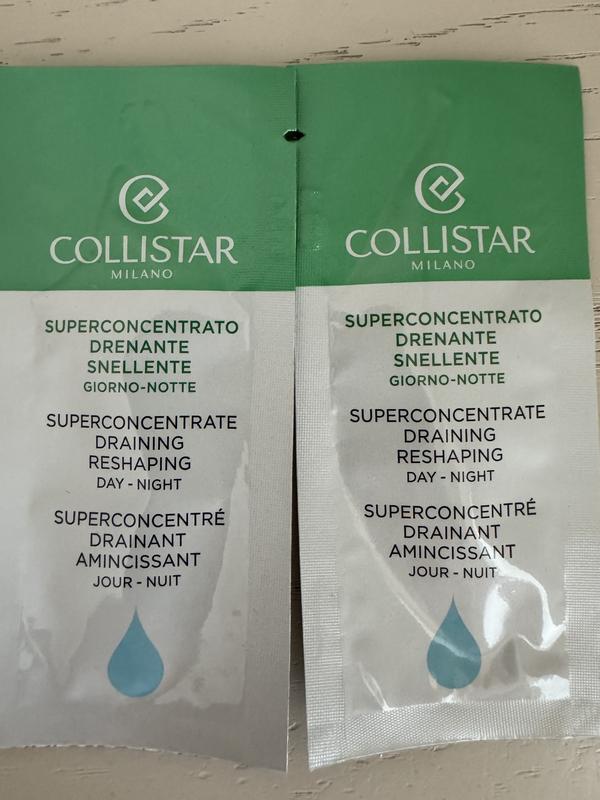 COLLISTAR
MILANO
SUPERCONCENTRATO
DRENANTE
SNELLENTE
GIORNO-NOTTE
SUPERCONCENTRATE
DRAINING
RESHAPING
DAY - NIGHT
SUPERCONCENTRÉ
DRAINANT
AMINCISSANT
JOUR - NUIT
COLLISTAR
MILANO
SUPERCONCENTRATO
DRENANTE
SNELLENTE
GIORNO-NOTTE
SUPERCONCENTRATE
DRAINING
RESHAPING
DAY - NIGHT
SUPERCONCENTRÉ
DRAINANT
AMINCISSANT
JOUR - NUIT